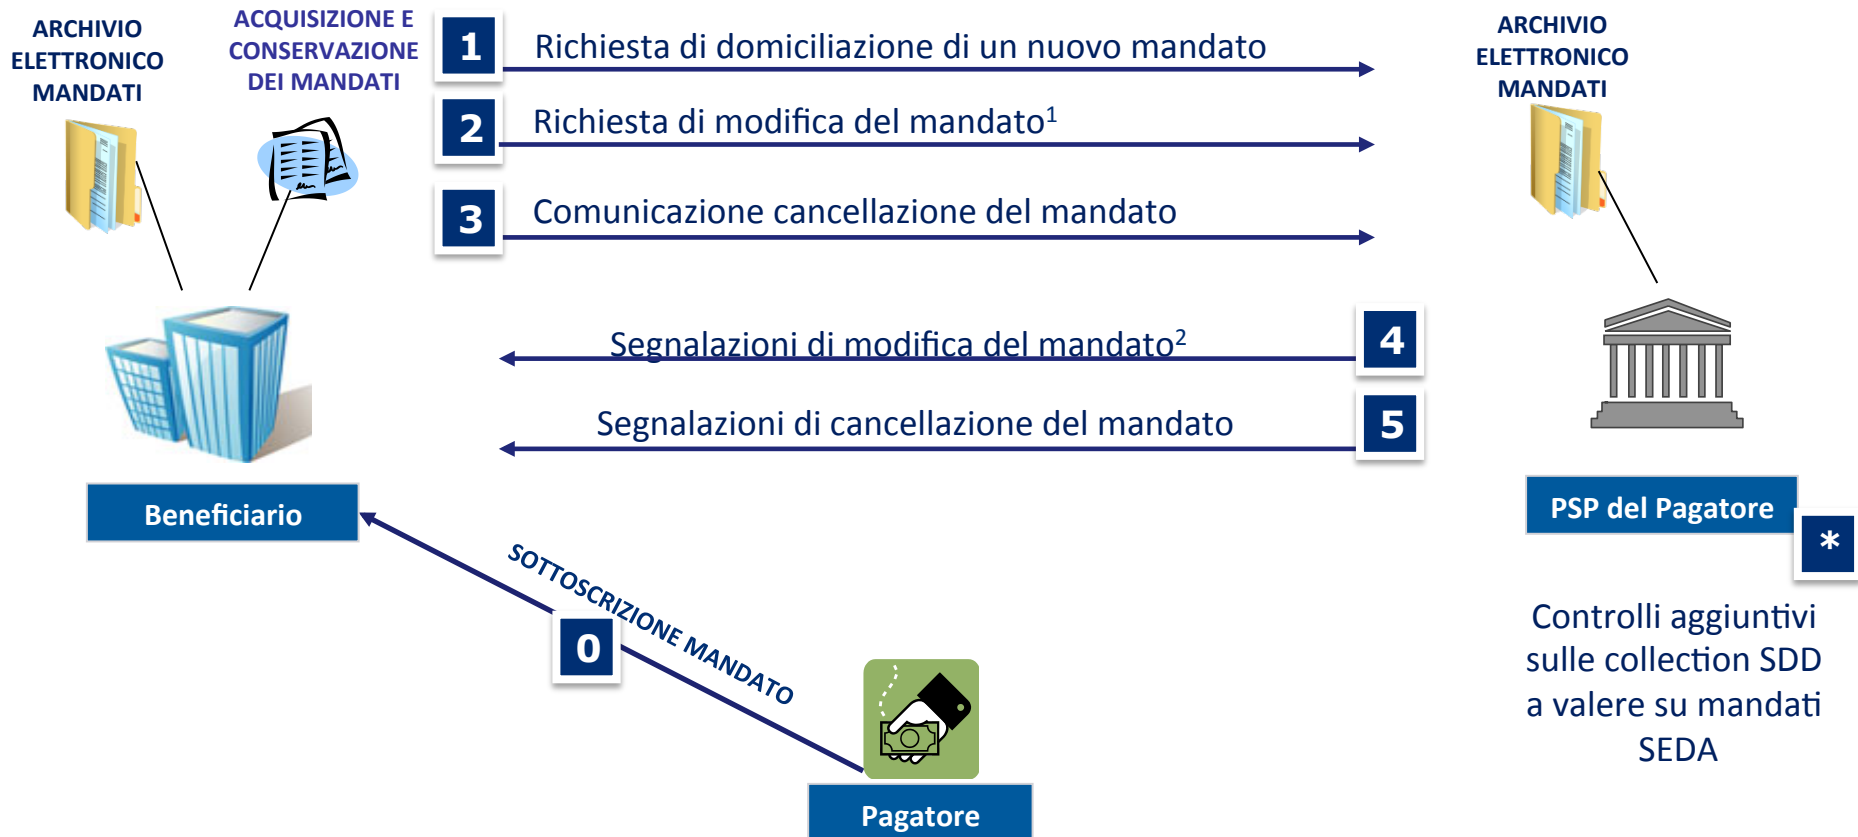 ARCHIVIO
ELETTRONICO
MANDATI
ACQUISIZIONE E
CONSERVAZIONE
DEI MANDATI
1
Richiesta di domiciliazione di un nuovo mandato
2
Richiesta di modifica del mandato¹
3
Comunicazione cancellazione del mandato
ARCHIVIO
ELETTRONICO
MANDATI
Segnalazioni di modifica del mandato²
4
Segnalazioni di cancellazione del mandato
5
Beneficiario
PSP del Pagatore
*
SOTTOSCRIZIONE MANDATO
0
Controlli aggiuntivi
sulle collection SDD
a valere su mandati
SEDA
Pagatore